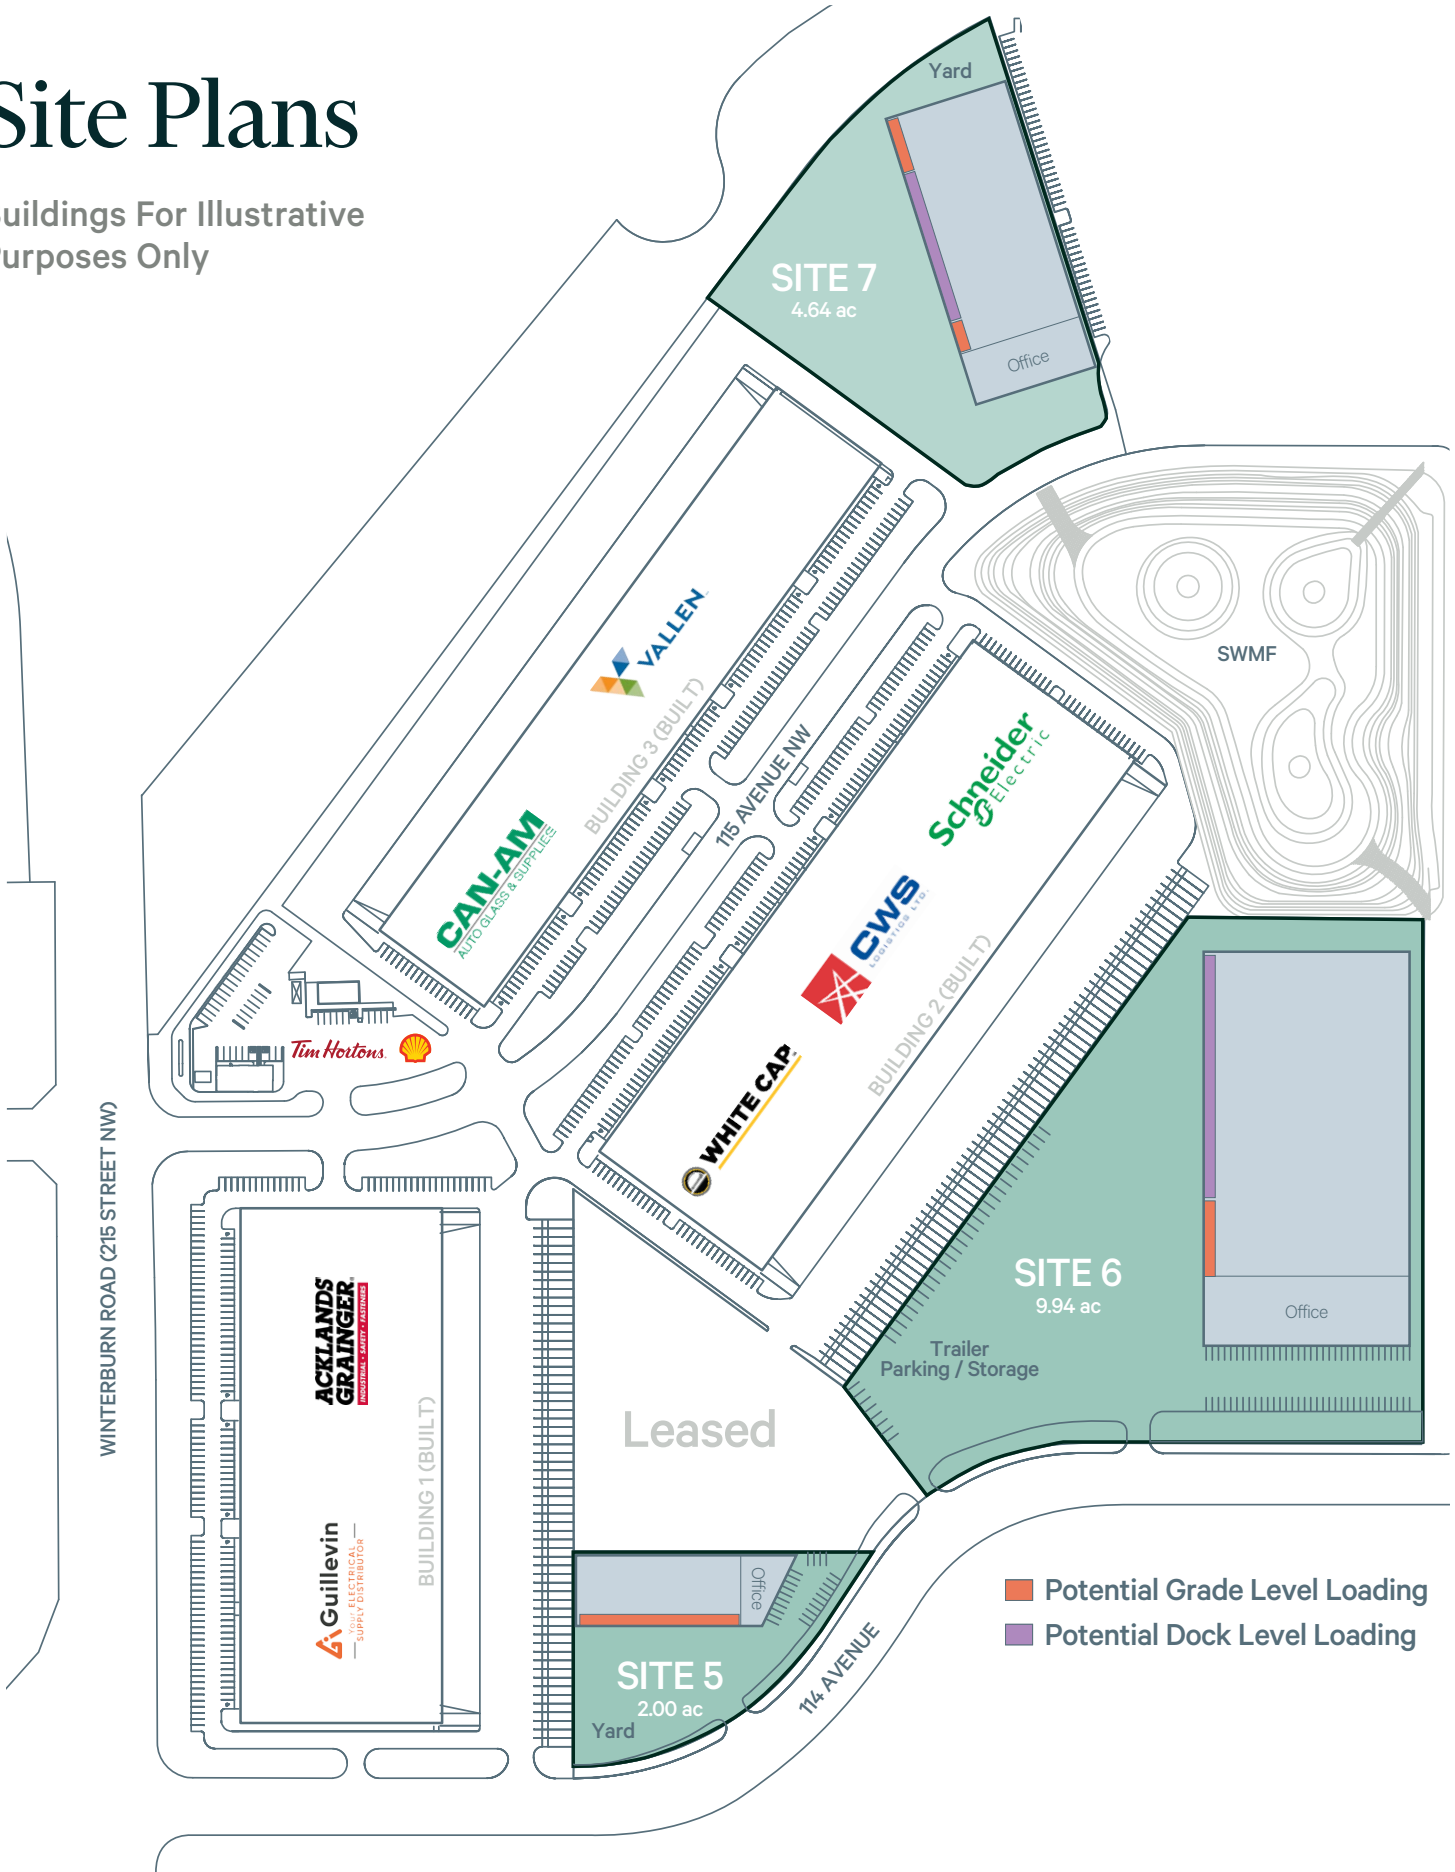 Site Plans
uildings For Illustrative
urposes Only
Yard
SITE 7
4.64 ac
Office
SWMF
VALLEN
BUILDING 3 (BUILT)
CAN-AM
AUTO GLASS & SUPPLIES
115 AVENUE NW
Schneider
Electric
CWS
LOGISTICS LTD.
BUILDING 2 (BUILT)
WHITE CAP
Tim Hortons
WINTERBURN ROAD (215 STREET NW)
ACKLANDS
GRAINGER
INDUSTRIAL · SAFETY · FASTENERS
BUILDING 1 (BUILT)
Guillevin
Your ELECTRICAL
SUPPLY DISTRIBUTOR
SITE 6
9.94 ac
Office
Trailer
Parking / Storage
Leased
Office
SITE 5
2.00 ac
Yard
114 AVENUE
Potential Grade Level Loading
Potential Dock Level Loading